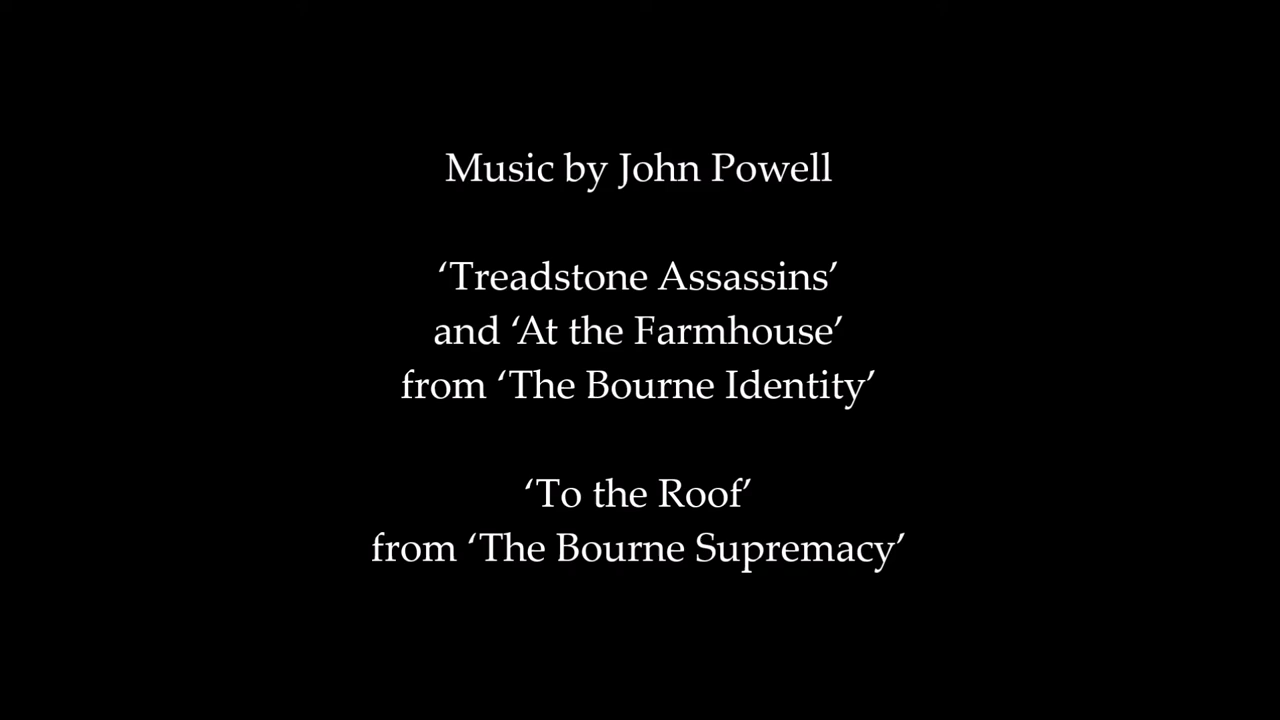 Music by John Powell
‘Treadstone Assassins’
and ‘At the Farmhouse’
from ‘The Bourne Identity’
‘To the Roof’
from ‘The Bourne Supremacy’